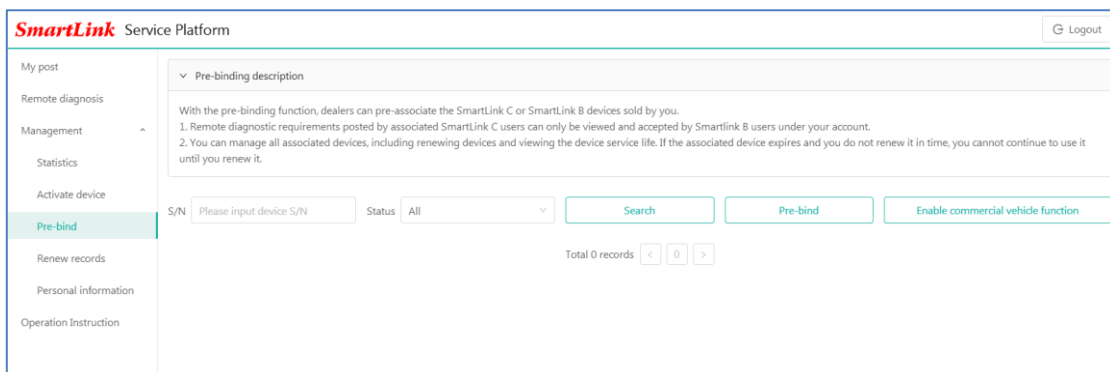 SmartLink Service Platform
Logout
My post
Remote diagnosis
Management
Statistics
Activate device
Pre-bind
Renew records
Personal information
Operation Instruction
Pre-binding description
With the pre-binding function, dealers can pre-associate the SmartLink C or SmartLink B devices sold by you.
1. Remote diagnostic requirements posted by associated SmartLink C users can only be viewed and accepted by Smartlink B users under your account.
2. You can manage all associated devices, including renewing devices and viewing the device service life. If the associated device expires and you do not renew it in time, you cannot continue to use it
until you renew it.
S/N Please input device S/N Status All Search Pre-bind Enable commercial vehicle function
Total 0 records < 0 >